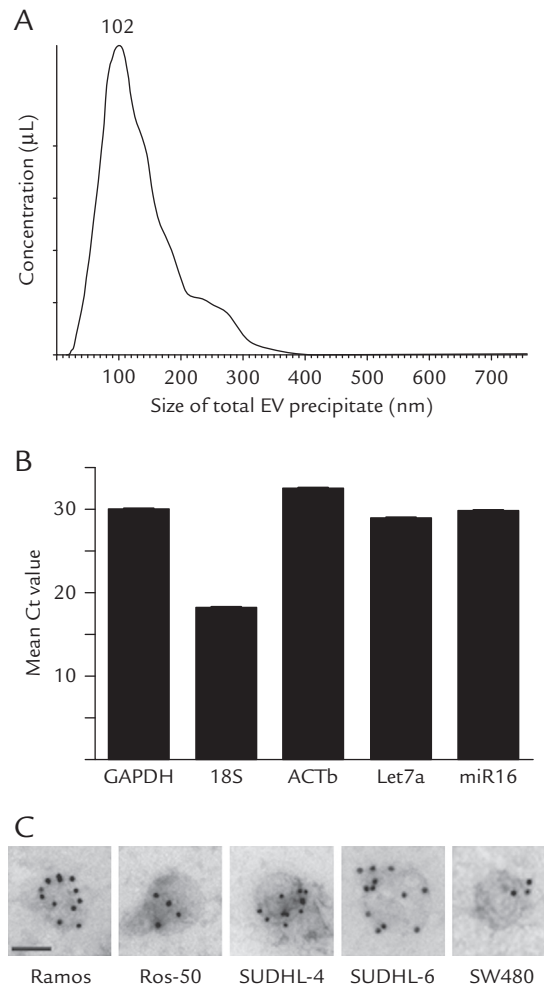 A
102
Concentration (μL)
100 200 300 400 500 600 700
Size of total EV precipitate (nm)
B
Mean Ct value
30
20
10
GAPDH 18S ACTb Let7a miR16
C
Ramos Ros-50 SUDHL-4 SUDHL-6 SW480